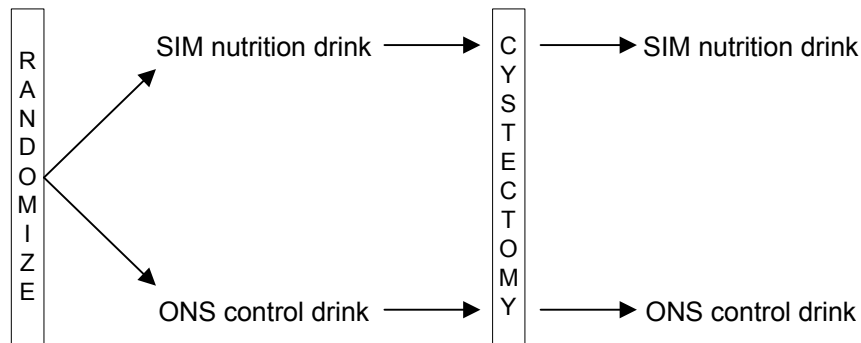 RANDOMIZE
SIM nutrition drink
ONS control drink
CYSTECTOMY
SIM nutrition drink
ONS control drink